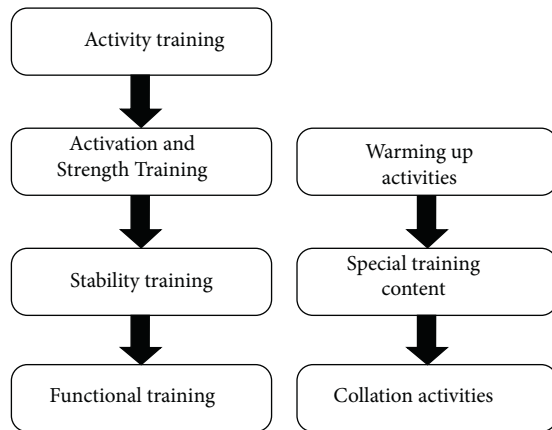 Activity training
Activation and
Strength Training
Stability training
Functional training
Warming up
activities
Special training
content
Collation activities